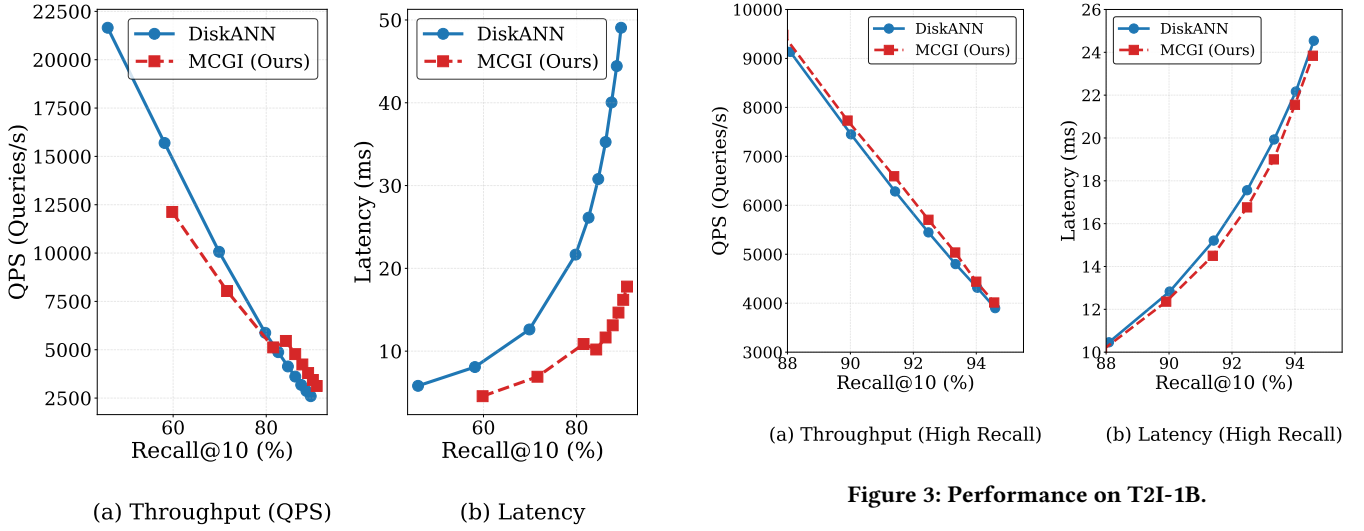 22500
20000
17500
15000
12500
10000
7500
5000
2500
QPS (Queries/s)
60
80
Recall@10 (%)
DiskANN
MCGI (Ours)
(a) Throughput (QPS)
50
40
30
20
10
Latency (ms)
60
80
Recall@10 (%)
DiskANN
MCGI (Ours)
(b) Latency
10000
9000
8000
7000
6000
5000
4000
3000
QPS (Queries/s)
88
90
92
94
Recall@10 (%)
DiskANN
MCGI (Ours)
(a) Throughput (High Recall)
26
24
22
20
18
16
14
12
10
Latency (ms)
88
90
92
94
Recall@10 (%)
DiskANN
MCGI (Ours)
(b) Latency (High Recall)
Figure 3: Performance on T2I-1B.